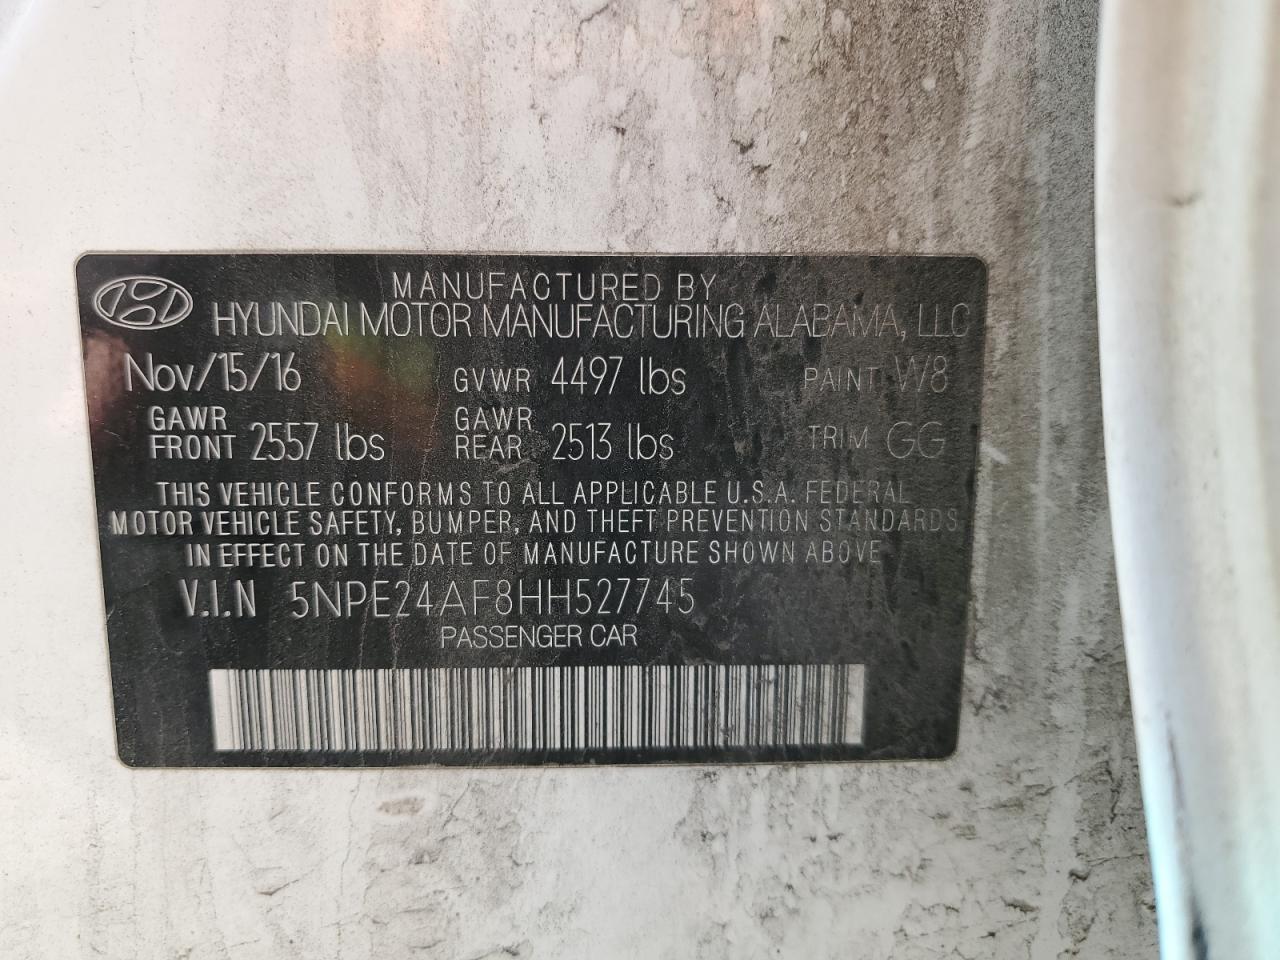 MANUFACTURED BY
HYUNDAI MOTOR MANUFACTURING ALABAMA, LLC
Nov/15/16 GVWR 4497 lbs PAINT W8
GAWR FRONT 2557 lbs GAWR REAR 2513 lbs TRIM GG
THIS VEHICLE CONFORMS TO ALL APPLICABLE U.S.A. FEDERAL
MOTOR VEHICLE SAFETY, BUMPER, AND THEFT PREVENTION STANDARDS
IN EFFECT ON THE DATE OF MANUFACTURE SHOWN ABOVE
V.I.N 5NPE24AF8HH527745
PASSENGER CAR